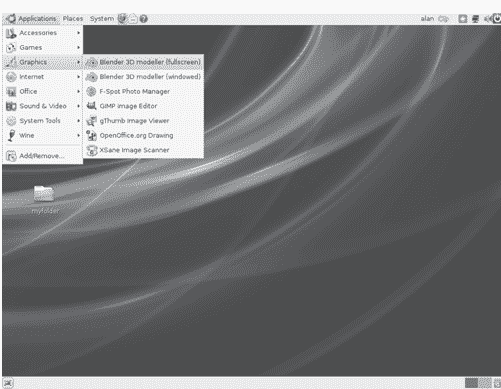 Applications Places System alan
Accessories
Games
Graphics
Internet
Office
Sound & Video
System Tools
Wine
Add/Remove...
Blender 3D modeller (fullscreen)
Blender 3D modeller (windowed)
F-Spot Photo Manager
GIMP Image Editor
gThumb Image Viewer
OpenOffice.org Drawing
XSane Image Scanner
myfolder